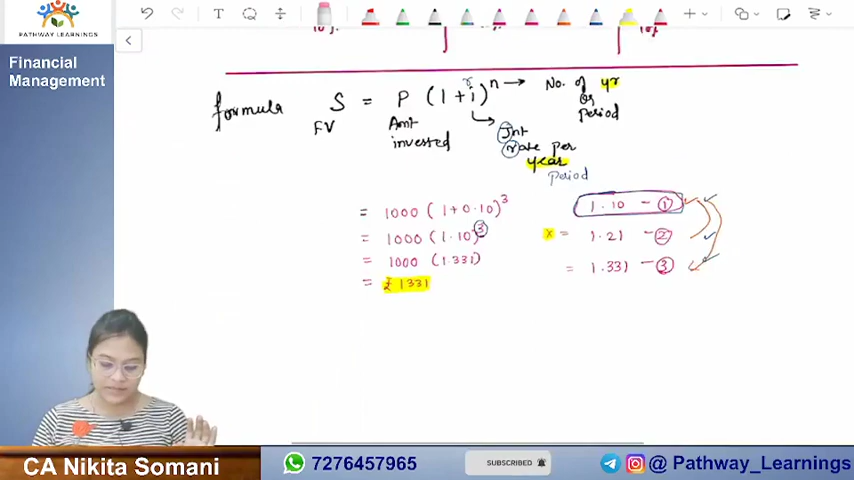 PATHWAY LEARNINGS
Financial
Management
formula S = P (1+i)ⁿ → No. of yr
r
or
period
FV Amt
invested
Int
rate per
year
period
= 1000 (1+0.10)³
= 1000 (1.10)³
= 1000 (1.331)
= ₹ 1331
1.10 - 1
x = 1.21 - 2
= 1.331 - 3
CA Nikita Somani
7276457965
SUBSCRIBED
@ Pathway_Learnings